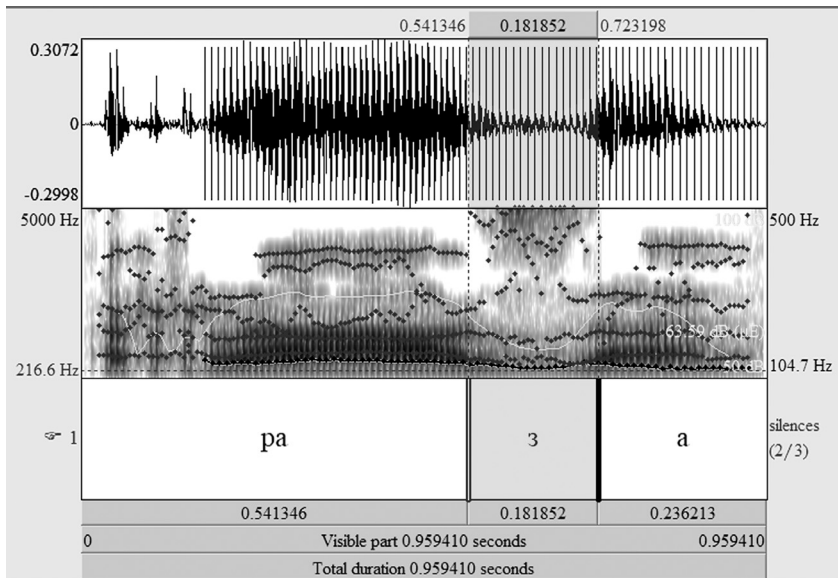 0.541346 0.181852 0.723198
0.3072
0
-0.2998
5000 Hz 500 Hz
63.59 dB (µE)
216.6 Hz 104.7 Hz
1 ра з а silences
(2/3)
0.541346 0.181852 0.236213
0 Visible part 0.959410 seconds 0.959410
Total duration 0.959410 seconds